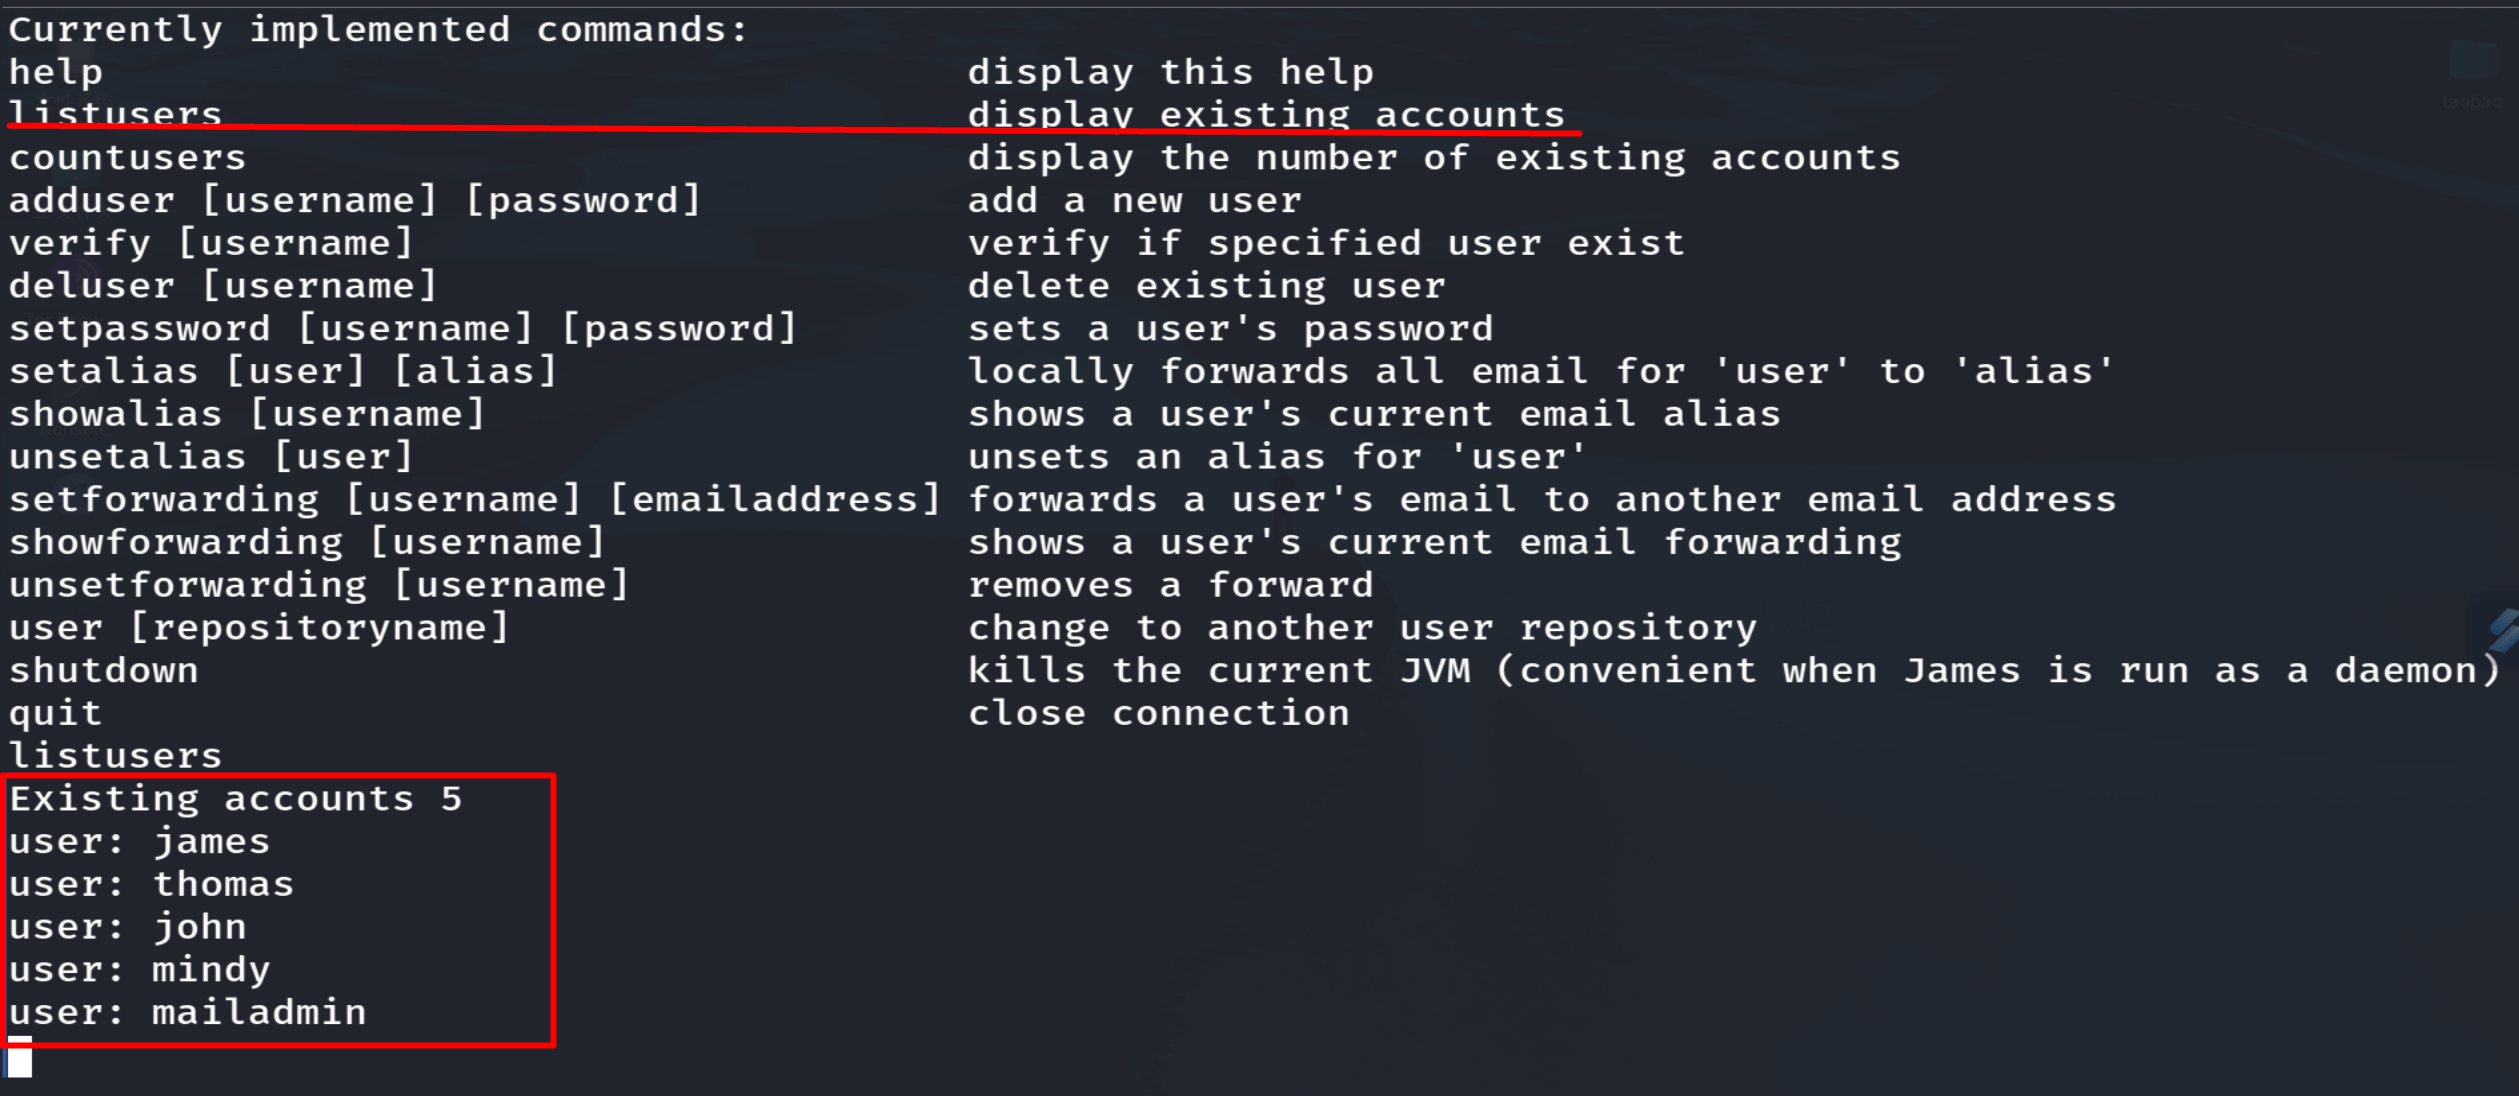 Currently implemented commands:
help display this help
listusers display existing accounts
countusers display the number of existing accounts
adduser [username] [password] add a new user
verify [username] verify if specified user exist
deluser [username] delete existing user
setpassword [username] [password] sets a user's password
setalias [user] [alias] locally forwards all email for 'user' to 'alias'
showalias [username] shows a user's current email alias
unsetalias [user] unsets an alias for 'user'
setforwarding [username] [emailaddress] forwards a user's email to another email address
showforwarding [username] shows a user's current email forwarding
unsetforwarding [username] removes a forward
user [repositoryname] change to another user repository
shutdown kills the current JVM (convenient when James is run as a daemon)
quit close connection
listusers
Existing accounts 5
user: james
user: thomas
user: john
user: mindy
user: mailadmin
taobao